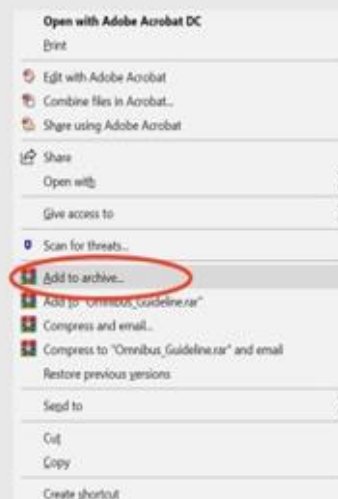 Open with Adobe Acrobat DC
Print
Edit with Adobe Acrobat
Combine files in Acrobat...
Share using Adobe Acrobat
Share
Open with
Give access to
Scan for threats...
Add to archive...
Add to "Omnibus_Guideline.rar"
Compress and email...
Compress to "Omnibus_Guideline.rar" and email
Restore previous versions
Send to
Cut
Copy
Create shortcut